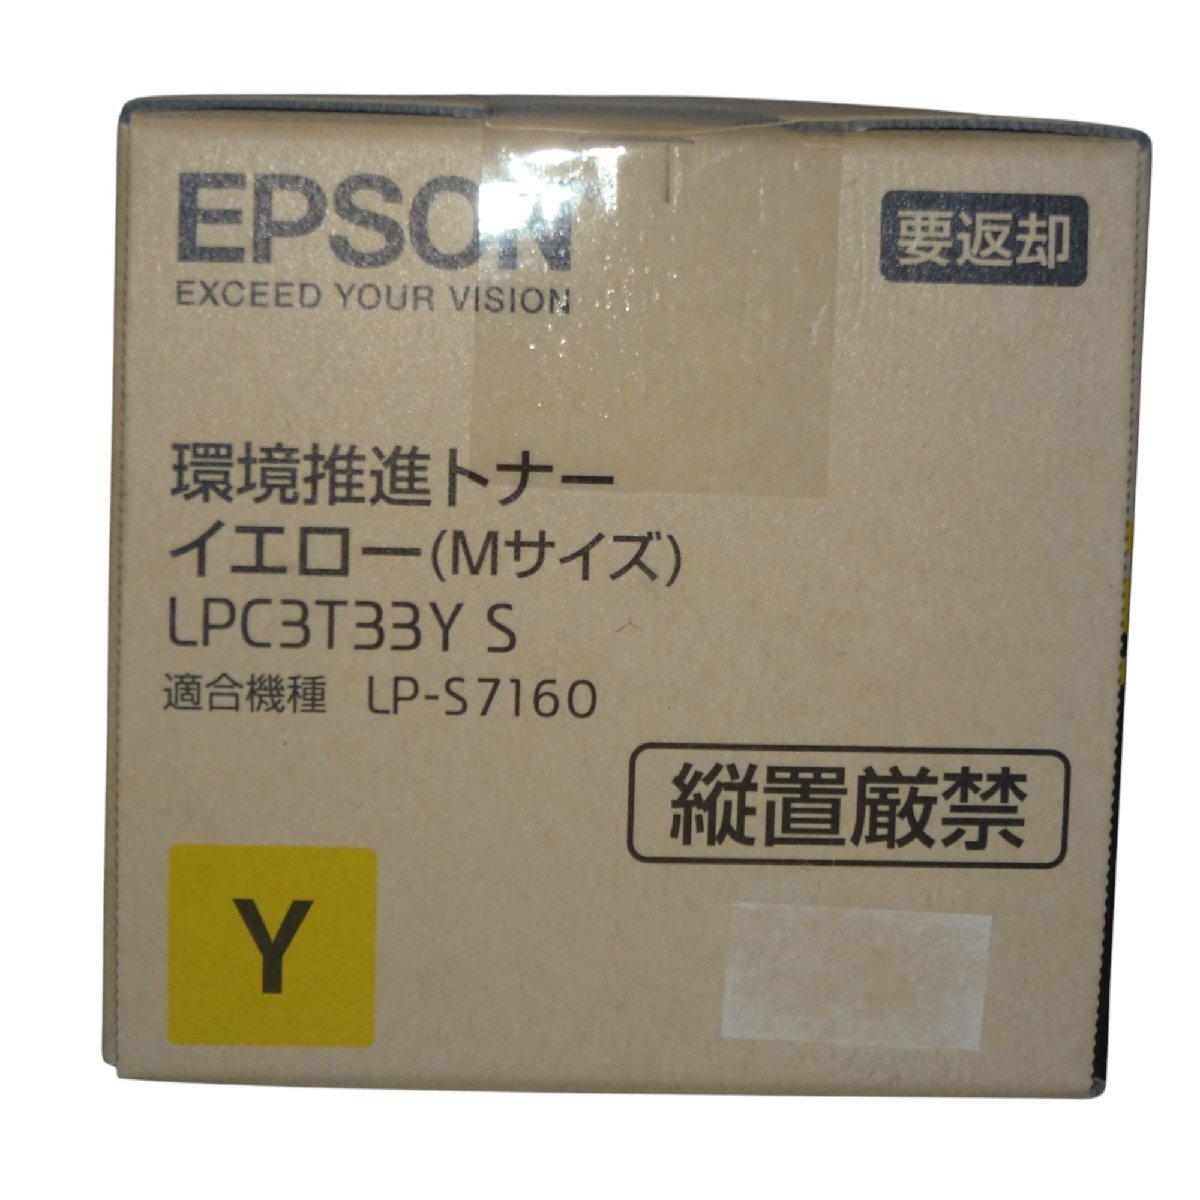 EPSON
EXCEED YOUR VISION
要返却
環境推進トナー
イエロー(Mサイズ)
LPC3T33Y S
適合機種 LP-S7160
縦置厳禁
Y